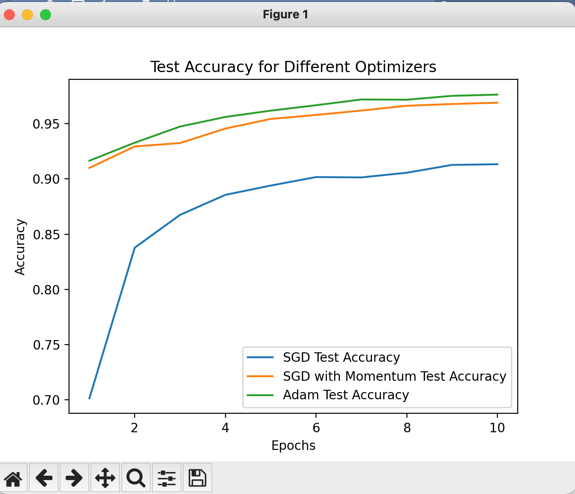 Figure 1
Test Accuracy for Different Optimizers
Accuracy
0.95
0.90
0.85
0.80
0.75
0.70
SGD Test Accuracy
SGD with Momentum Test Accuracy
Adam Test Accuracy
2 4 6 8 10
Epochs